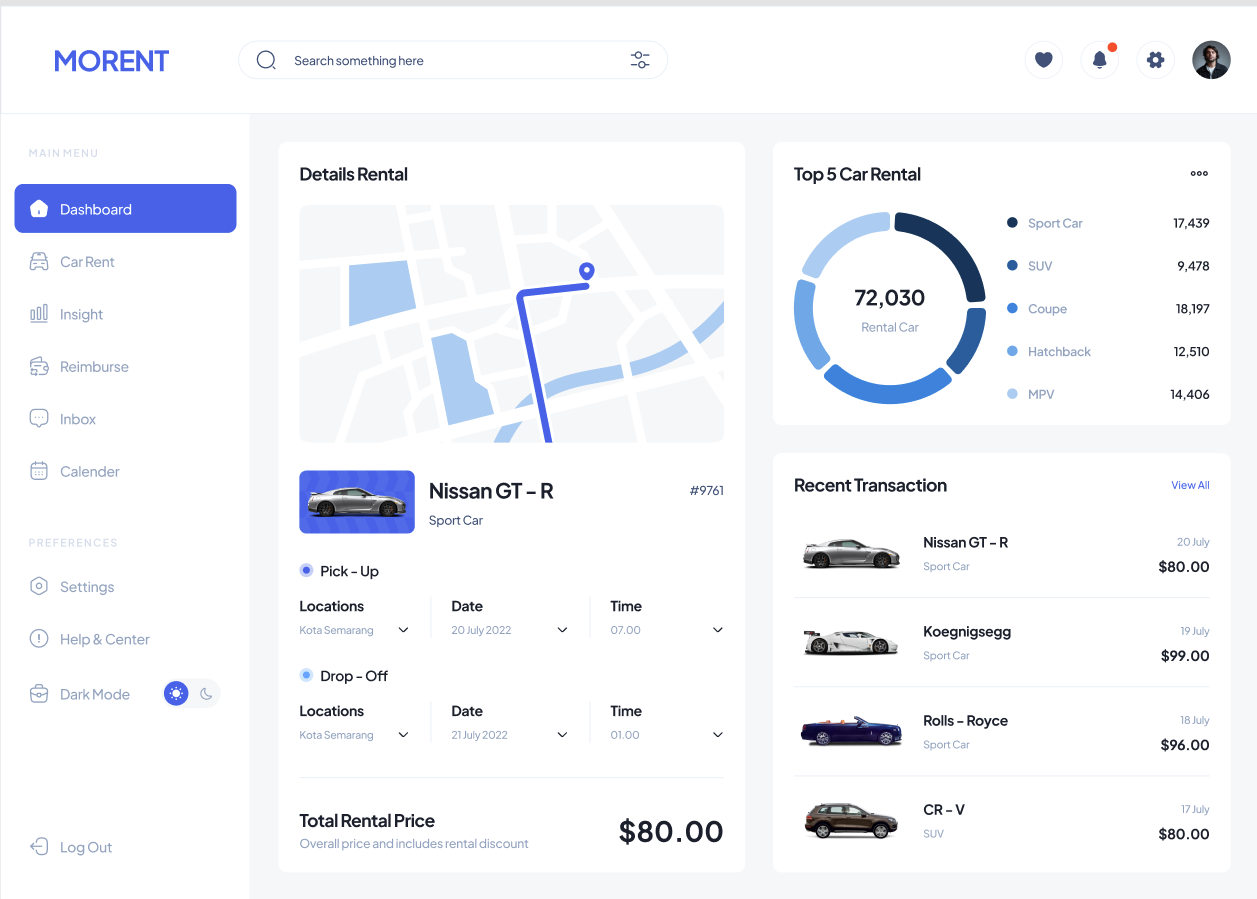 MORENT
Search something here
MAIN MENU
Dashboard
Car Rent
Insight
Reimburse
Inbox
Calender
PREFERENCES
Settings
Help & Center
Dark Mode
Log Out
Details Rental
Nissan GT - R
#9761
Sport Car
Pick - Up
Locations
Date
Time
Kota Semarang
20 July 2022
07.00
Drop - Off
Locations
Date
Time
Kota Semarang
21 July 2022
01.00
Total Rental Price
Overall price and includes rental discount
$80.00
Top 5 Car Rental
72,030
Rental Car
Sport Car 17,439
SUV 9,478
Coupe 18,197
Hatchback 12,510
MPV 14,406
Recent Transaction
View All
Nissan GT - R
20 July
Sport Car
$80.00
Koegnigsegg
19 July
Sport Car
$99.00
Rolls - Royce
18 July
Sport Car
$96.00
CR - V
17 July
SUV
$80.00